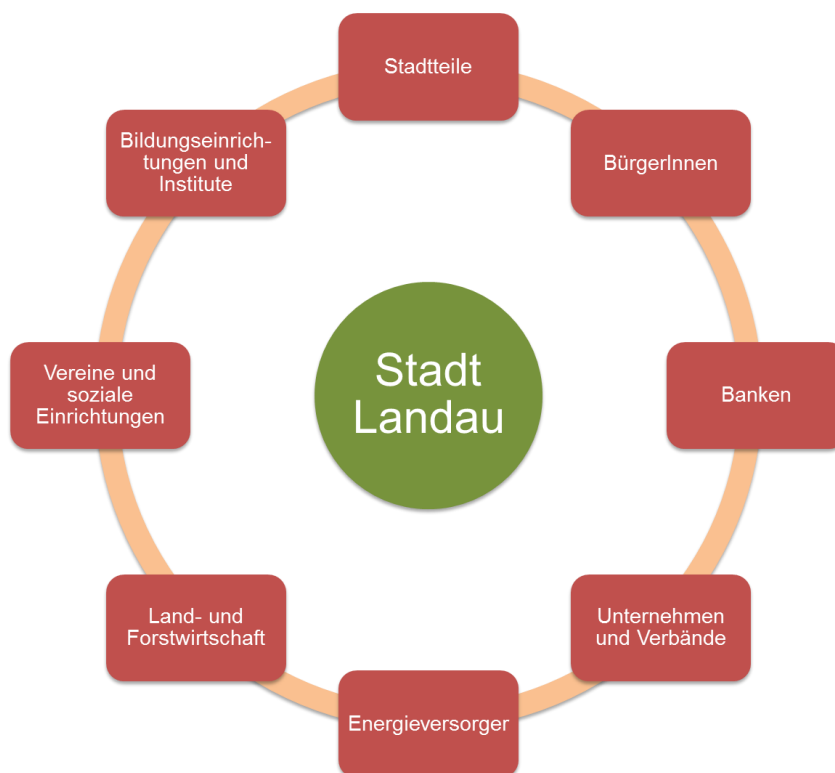 Stadtteile
BürgerInnen
Banken
Unternehmen
und Verbände
Energieversorger
Land- und
Forstwirtschaft
Vereine und
soziale
Einrichtungen
Bildungseinrich-
tungen und
Institute
Stadt
Landau